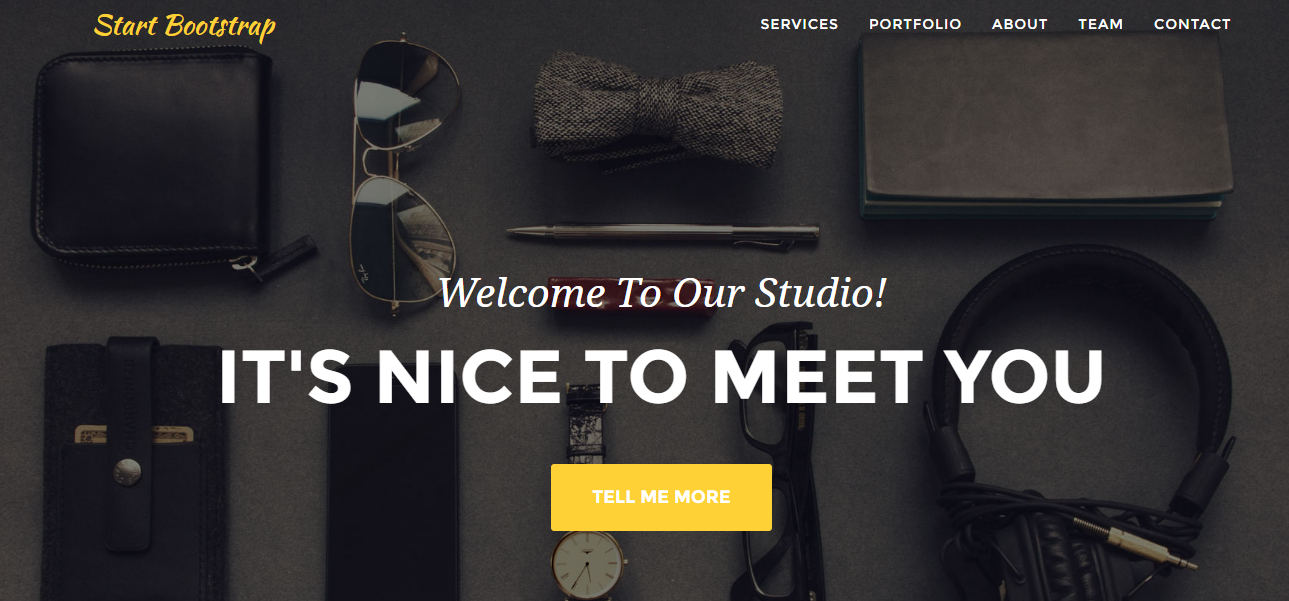 Start Bootstrap
SERVICES PORTFOLIO ABOUT TEAM CONTACT
Welcome To Our Studio!
IT'S NICE TO MEET YOU
TELL ME MORE